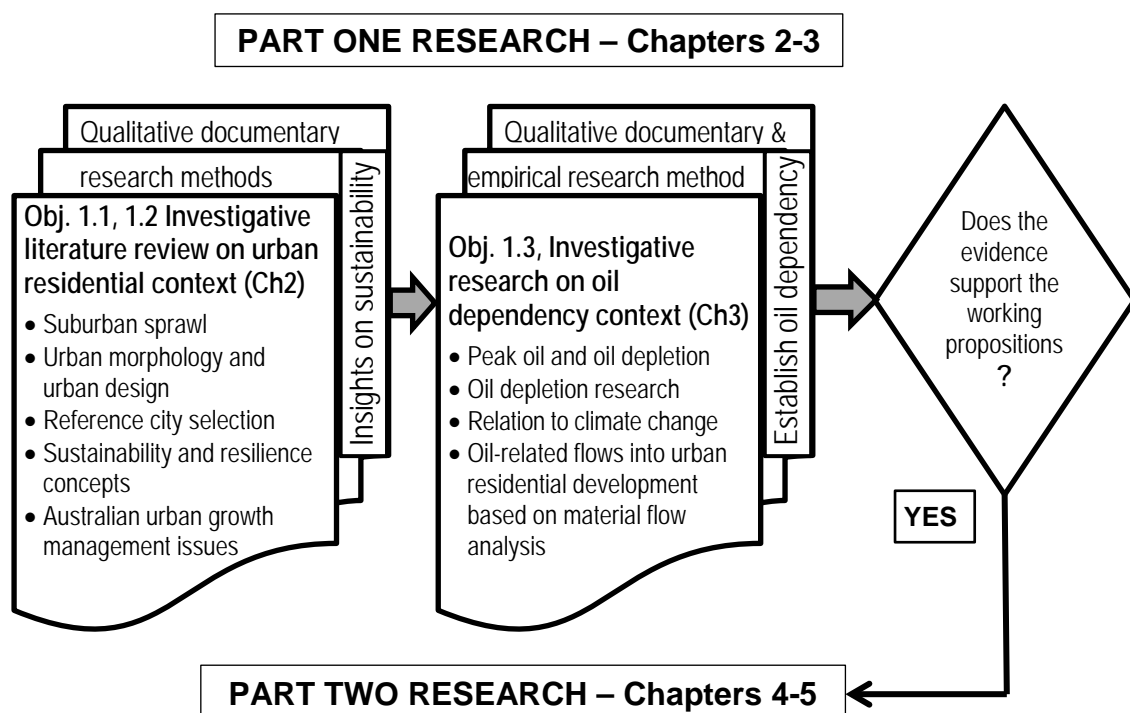 PART ONE RESEARCH – Chapters 2-3
Qualitative documentary
research methods
Insights on sustainability
Obj. 1.1, 1.2 Investigative
literature review on urban
residential context (Ch2)
• Suburban sprawl
• Urban morphology and
urban design
• Reference city selection
• Sustainability and resilience
concepts
• Australian urban growth
management issues
Qualitative documentary &
empirical research method
Establish oil dependency
Obj. 1.3, Investigative
research on oil
dependency context (Ch3)
• Peak oil and oil depletion
• Oil depletion research
• Relation to climate change
• Oil-related flows into urban
residential development
based on material flow
analysis
Does the
evidence
support the
working
propositions
?
YES
PART TWO RESEARCH – Chapters 4-5